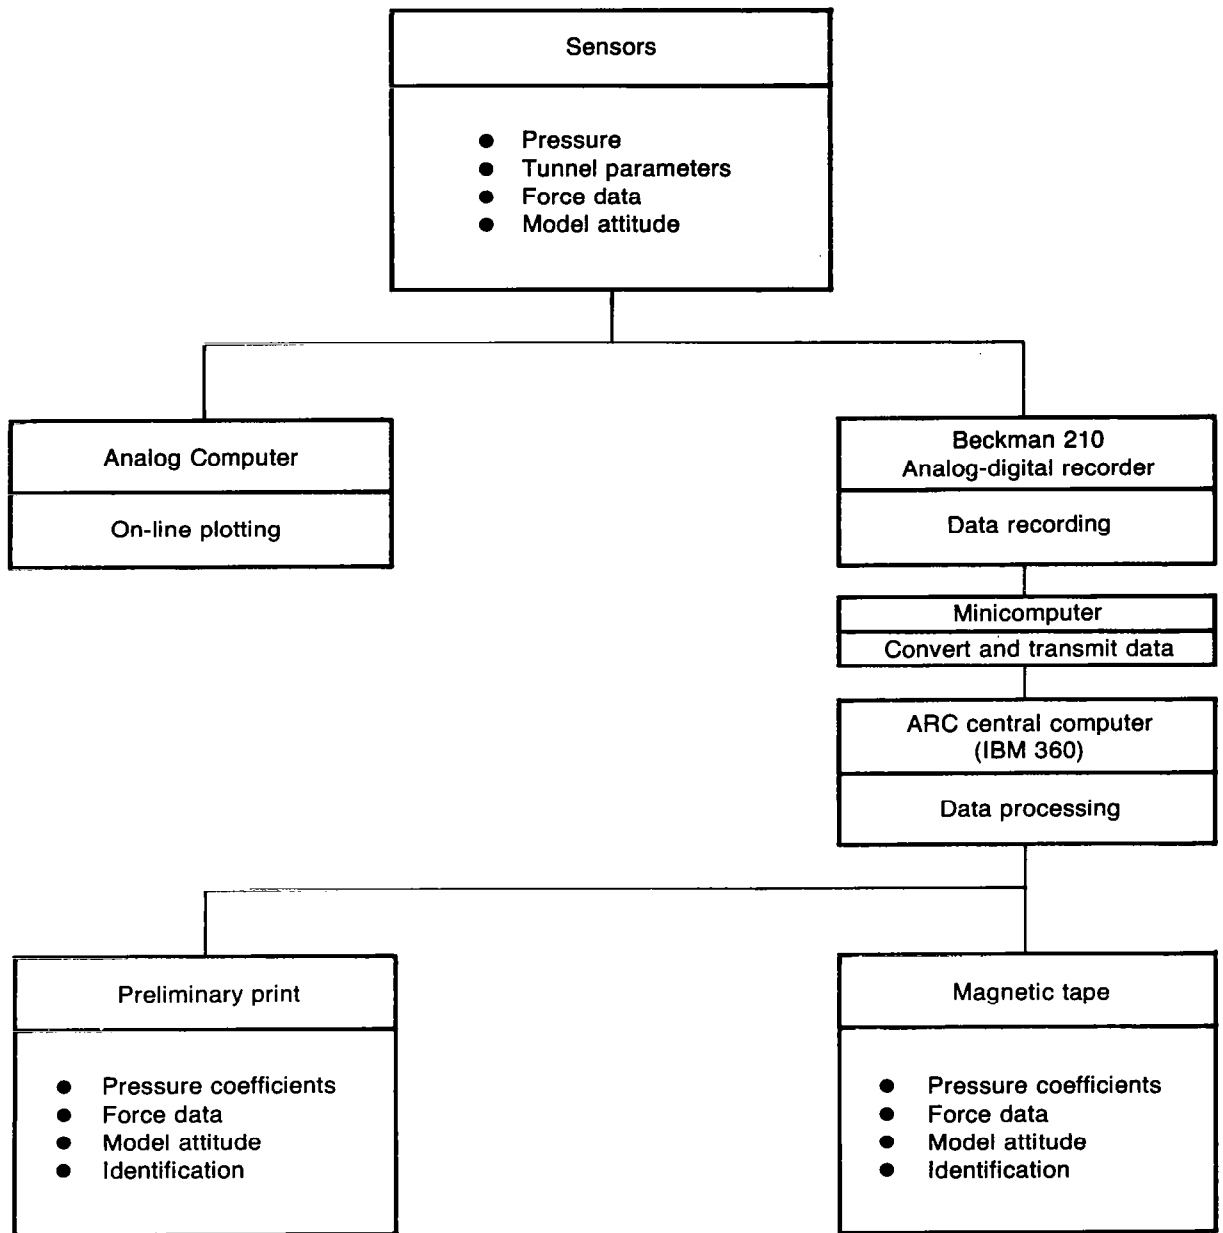 Sensors
● Pressure
● Tunnel parameters
● Force data
● Model attitude
Analog Computer
On-line plotting
Beckman 210
Analog-digital recorder
Data recording
Minicomputer
Convert and transmit data
ARC central computer
(IBM 360)
Data processing
Preliminary print
● Pressure coefficients
● Force data
● Model attitude
● Identification
Magnetic tape
● Pressure coefficients
● Force data
● Model attitude
● Identification